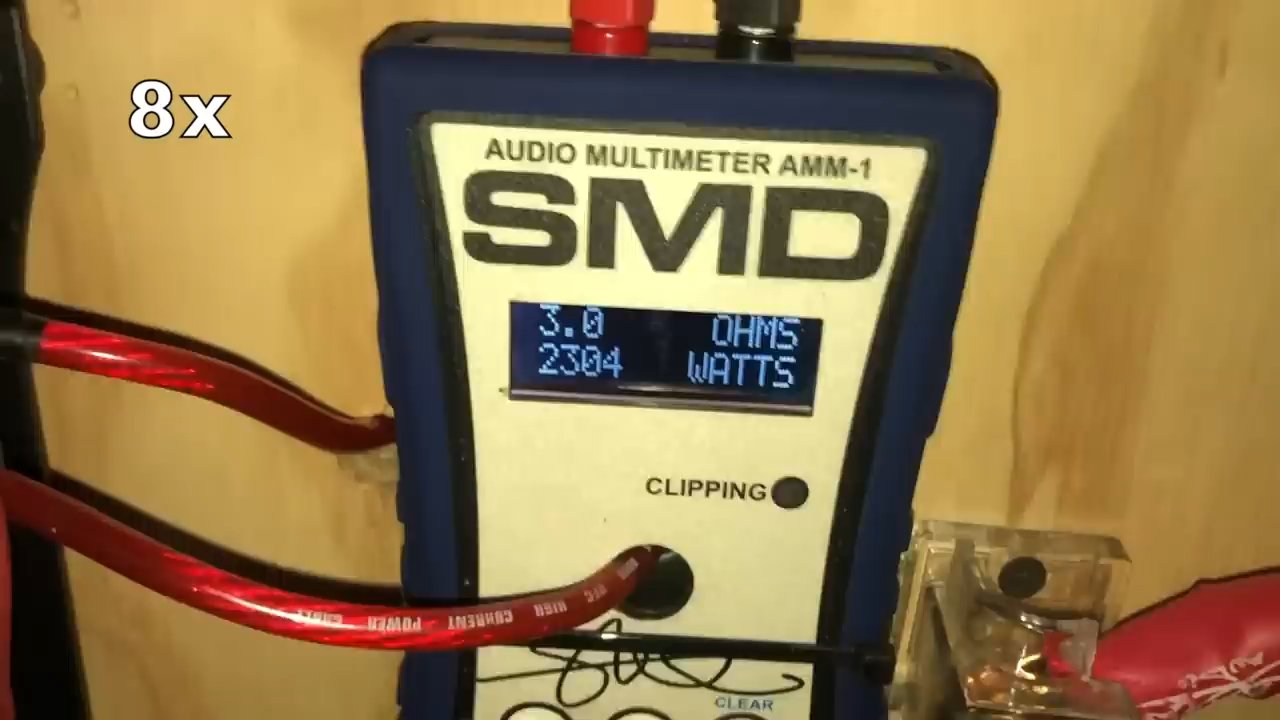 8x
AUDIO MULTIMETER AMM-1
SMD
3.0 OHMS
2304 WATTS
CLIPPING
HIGH
CURRENT
POWER
CLEAR